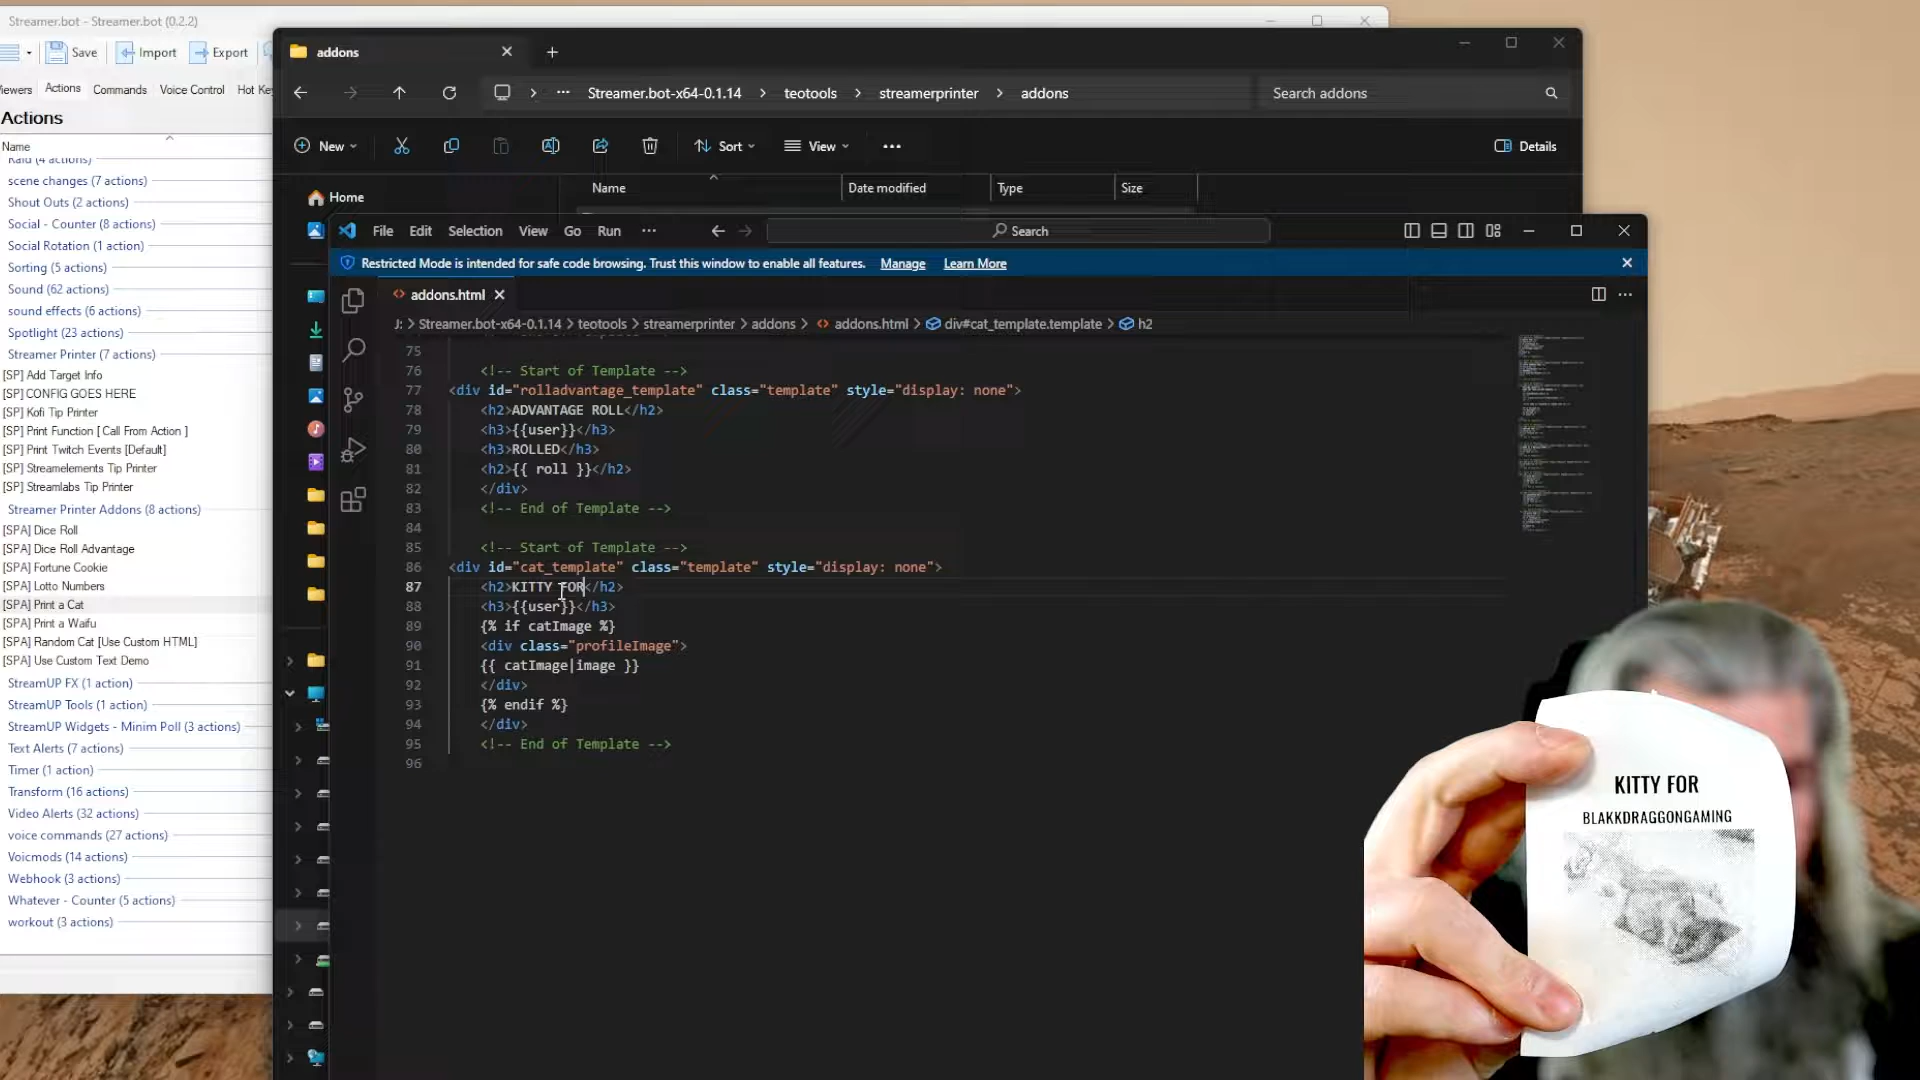 Streamer.bot – Streamer.bot (0.2.2)
Save
Import
Export
Viewers
Actions
Commands
Voice Control
Hot Ke
Actions
Name
Raid (4 actions)
scene changes (7 actions)
Shout Outs (2 actions)
Social - Counter (8 actions)
Social Rotation (1 action)
Sorting (5 actions)
Sound (62 actions)
sound effects (6 actions)
Spotlight (23 actions)
Streamer Printer (7 actions)
[SP] Add Target Info
[SP] CONFIG GOES HERE
[SP] Kofi Tip Printer
[SP] Print Function [ Call From Action ]
[SP] Print Twitch Events [Default]
[SP] Streamelements Tip Printer
[SP] Streamlabs Tip Printer
Streamer Printer Addons (8 actions)
[SPA] Dice Roll
[SPA] Dice Roll Advantage
[SPA] Fortune Cookie
[SPA] Lotto Numbers
[SPA] Print a Cat
[SPA] Print a Waifu
[SPA] Random Cat [Use Custom HTML]
[SPA] Use Custom Text Demo
StreamUP FX (1 action)
StreamUP Tools (1 action)
StreamUP Widgets - Minim Poll (3 actions)
Text Alerts (7 actions)
Timer (1 action)
Transform (16 actions)
Video Alerts (32 actions)
voice commands (27 actions)
Voicmods (14 actions)
Webhook (3 actions)
Whatever - Counter (5 actions)
workout (3 actions)
addons
... Streamer.bot-x64-0.1.14 > teotools > streamerprinter > addons
Search addons
New
Sort
View
...
Details
Name
Date modified
Type
Size
Home
File
Edit
Selection
View
Go
Run
...
Search
Restricted Mode is intended for safe code browsing. Trust this window to enable all features.
Manage
Learn More
addons.html
J: > Streamer.bot-x64-0.1.14 > teotools > streamerprinter > addons > addons.html > div#cat_template.template > h2
75
76 <!-- Start of Template -->
77 <div id="rolladvantage_template" class="template" style="display: none">
78 <h2>ADVANTAGE ROLL</h2>
79 <h3>{{user}}</h3>
80 <h3>ROLLED</h3>
81 <h2>{{ roll }}</h2>
82 </div>
83 <!-- End of Template -->
84
85 <!-- Start of Template -->
86 <div id="cat_template" class="template" style="display: none">
87 <h2>KITTY FOR</h2>
88 <h3>{{user}}</h3>
89 {% if catImage %}
90 <div class="profileImage">
91 {{ catImage|image }}
92 </div>
93 {% endif %}
94 </div>
95 <!-- End of Template -->
96
KITTY FOR
BLAKKDRAGGONGAMING